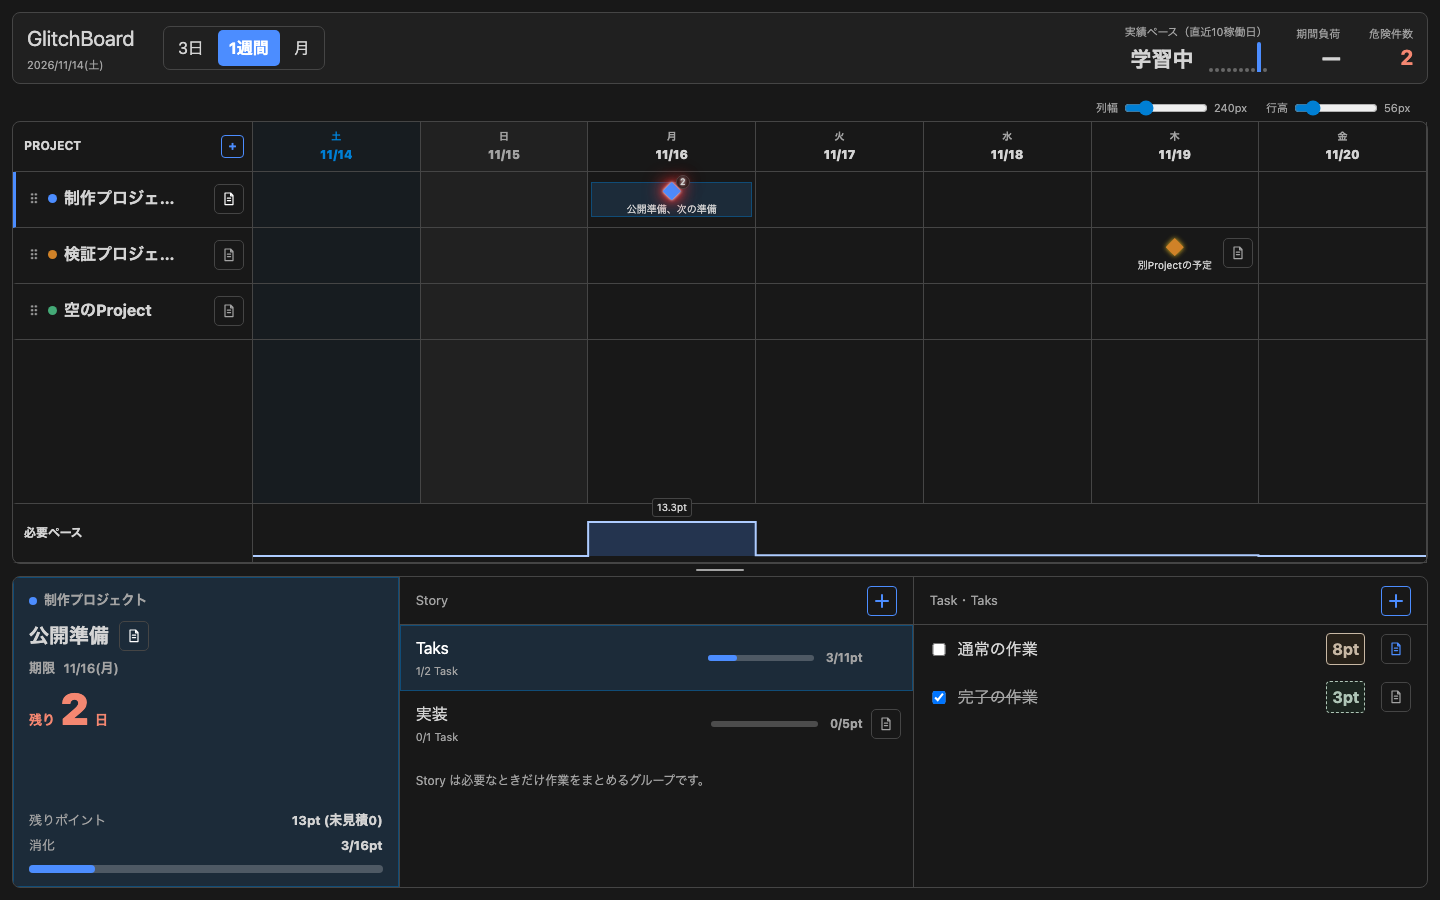 GlitchBoard
2026/11/14(土)
3日 1週間 月
実績ペース（直近10稼働日）
学習中
期間負荷
—
危険件数
2
列幅 240px 行高 56px
PROJECT +
土 11/14
日 11/15
月 11/16
火 11/17
水 11/18
木 11/19
金 11/20
制作プロジェ...
2
公開準備、次の準備
検証プロジェ...
別Projectの予定
空のProject
13.3pt
必要ペース
制作プロジェクト
公開準備
期限 11/16(月)
残り 2 日
残りポイント 13pt (未見積0)
消化 3/16pt
Story +
Taks
1/2 Task
3/11pt
実装
0/1 Task
0/5pt
Story は必要なときだけ作業をまとめるグループです。
Task・Taks +
通常の作業 8pt
完了の作業 3pt